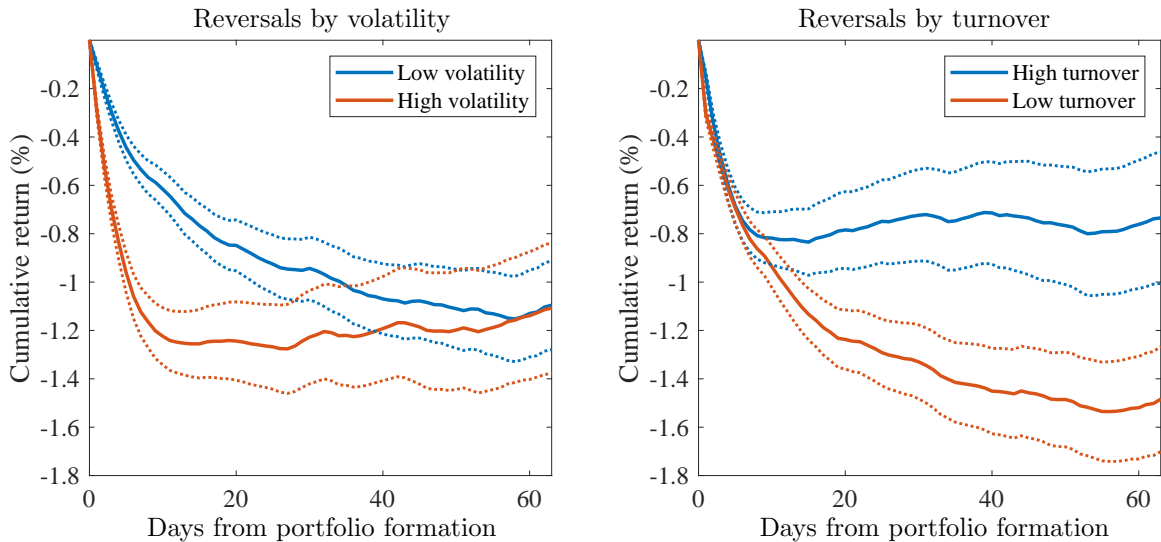 Reversals by volatility
Low volatility
High volatility
-0.2
-0.4
-0.6
-0.8
-1
-1.2
-1.4
-1.6
-1.8
0
20
40
60
Cumulative return (%)
Days from portfolio formation
Reversals by turnover
High turnover
Low turnover
-0.2
-0.4
-0.6
-0.8
-1
-1.2
-1.4
-1.6
-1.8
0
20
40
60
Cumulative return (%)
Days from portfolio formation